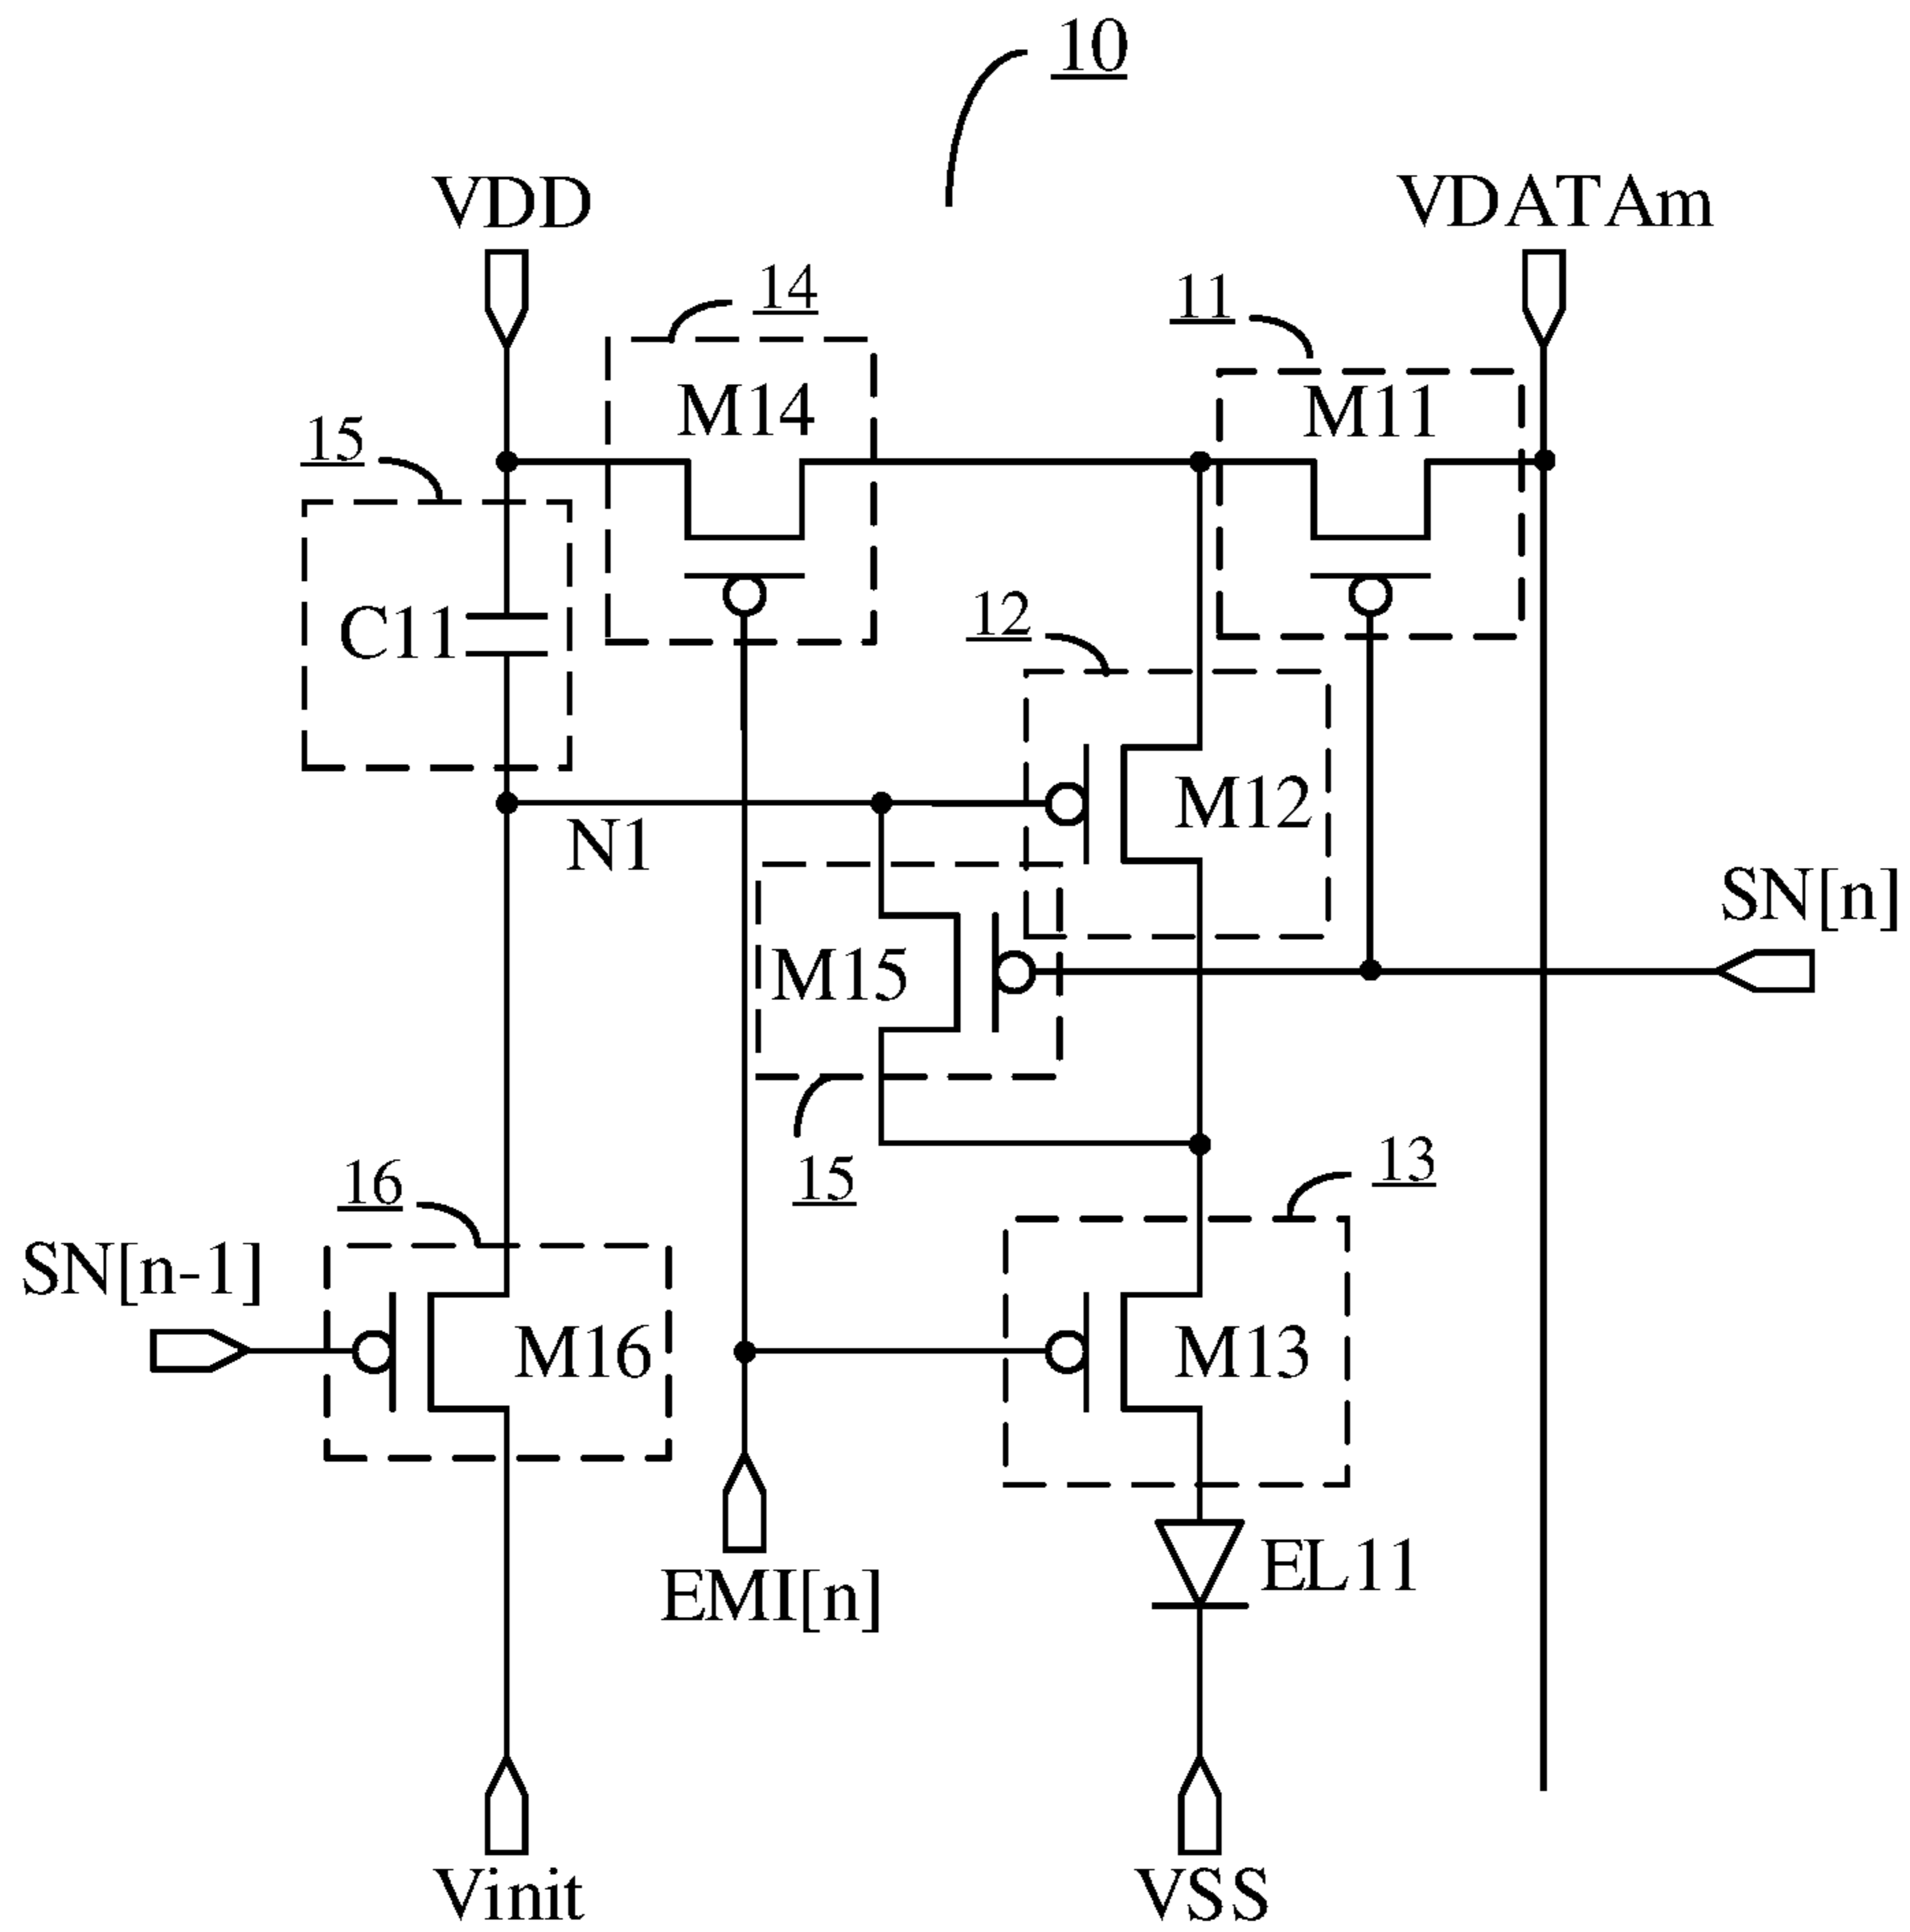 10
VDD
VDATAm
14
11
M14
M11
15
C11
12
M12
N1
SN[n]
M15
15
13
16
SN[n-1]
M16
M13
EL11
EMI[n]
Vinit
VSS